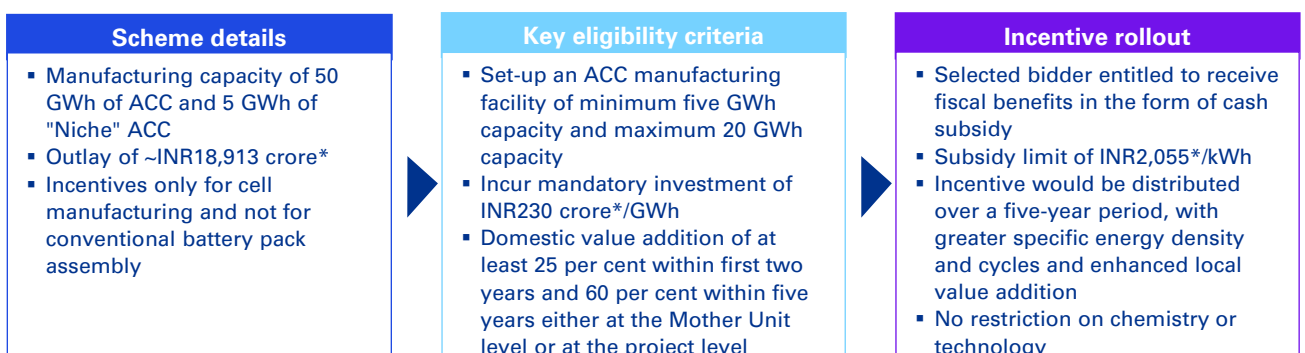 Scheme details
▪ Manufacturing capacity of 50
GWh of ACC and 5 GWh of
"Niche" ACC
▪ Outlay of ~INR18,913 crore*
▪ Incentives only for cell
manufacturing and not for
conventional battery pack
assembly
Key eligibility criteria
▪ Set-up an ACC manufacturing
facility of minimum five GWh
capacity and maximum 20 GWh
capacity
▪ Incur mandatory investment of
INR230 crore*/GWh
▪ Domestic value addition of at
least 25 per cent within first two
years and 60 per cent within five
years either at the Mother Unit
level or at the project level
Incentive rollout
▪ Selected bidder entitled to receive
fiscal benefits in the form of cash
subsidy
▪ Subsidy limit of INR2,055*/kWh
▪ Incentive would be distributed
over a five-year period, with
greater specific energy density
and cycles and enhanced local
value addition
▪ No restriction on chemistry or
technology